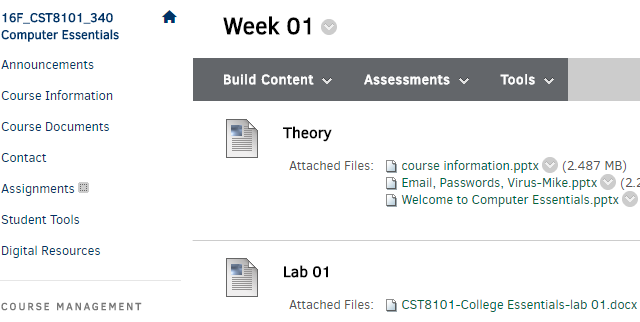 16F_CST8101_340
Computer Essentials
Announcements
Course Information
Course Documents
Contact
Assignments
Student Tools
Digital Resources
COURSE MANAGEMENT
Week 01
Build Content
Assessments
Tools
Theory
Attached Files: course information.pptx (2.487 MB)
Email, Passwords, Virus-Mike.pptx (2.2
Welcome to Computer Essentials.pptx
Lab 01
Attached Files: CST8101-College Essentials-lab 01.docx